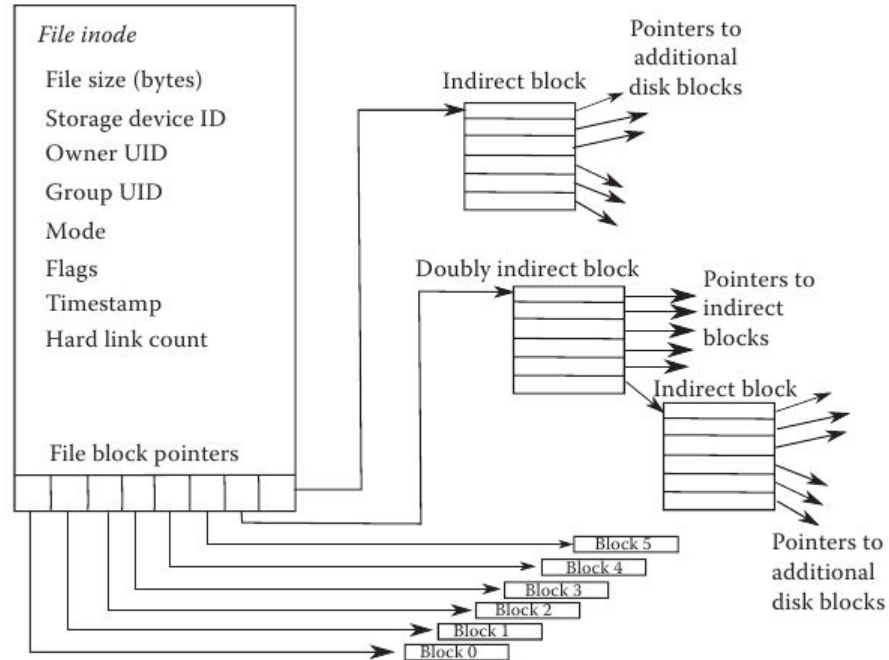 File inode
File size (bytes)
Storage device ID
Owner UID
Group UID
Mode
Flags
Timestamp
Hard link count
File block pointers
Indirect block
Pointers to
additional
disk blocks
Doubly indirect block
Pointers to
indirect
blocks
Indirect block
Pointers to
additional
disk blocks
Block 5
Block 4
Block 3
Block 2
Block 1
Block 0